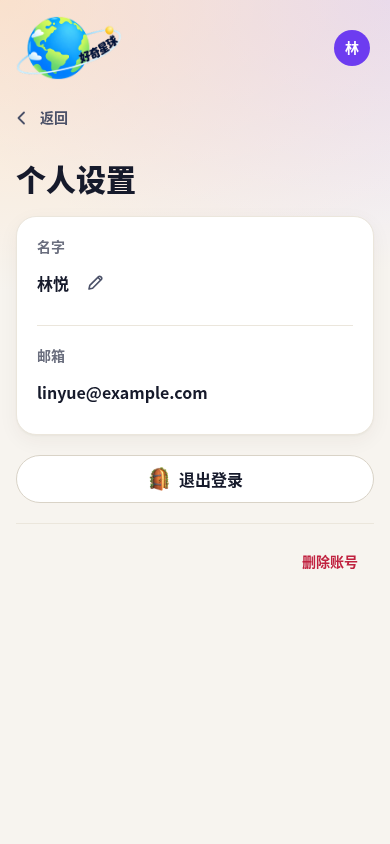 好奇星球
林
返回
个人设置
名字
林悦
邮箱
linyue@example.com
退出登录
删除账号